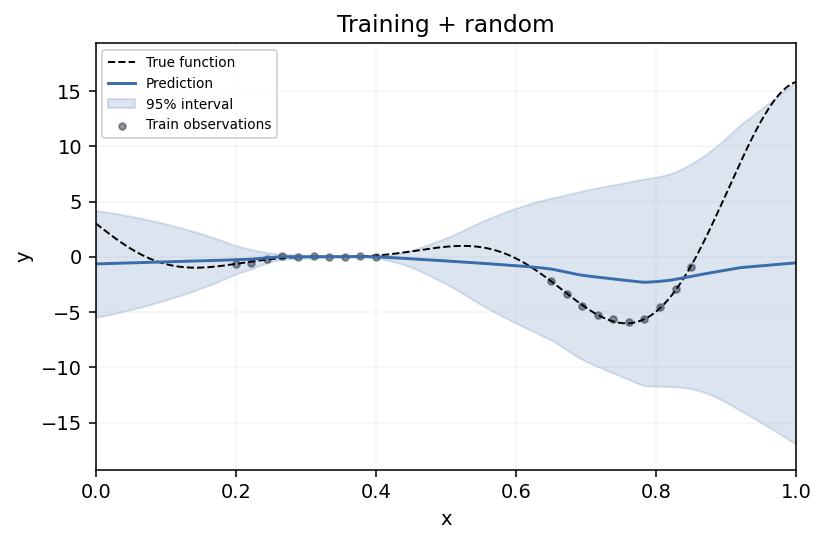 Training + random
True function
Prediction
95% interval
Train observations
15
10
5
0
−5
−10
−15
y
0.0 0.2 0.4 0.6 0.8 1.0
x